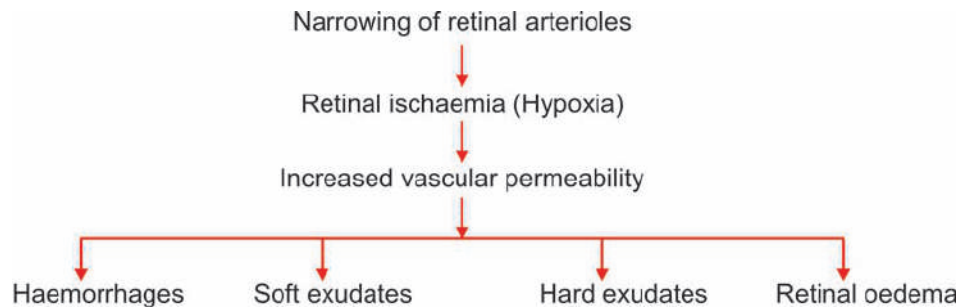 Narrowing of retinal arterioles
Retinal ischaemia (Hypoxia)
Increased vascular permeability
Haemorrhages Soft exudates Hard exudates Retinal oedema